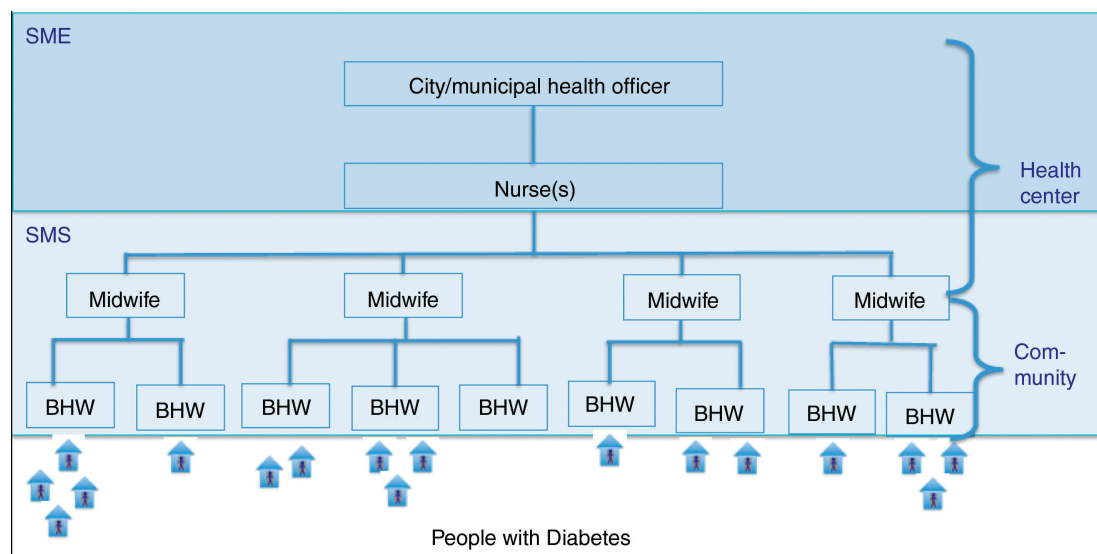 SME
City/municipal health officer
Nurse(s)
Health
center
SMS
Midwife
Midwife
Midwife
Midwife
Com-
munity
BHW
BHW
BHW
BHW
BHW
BHW
BHW
BHW
BHW
People with Diabetes